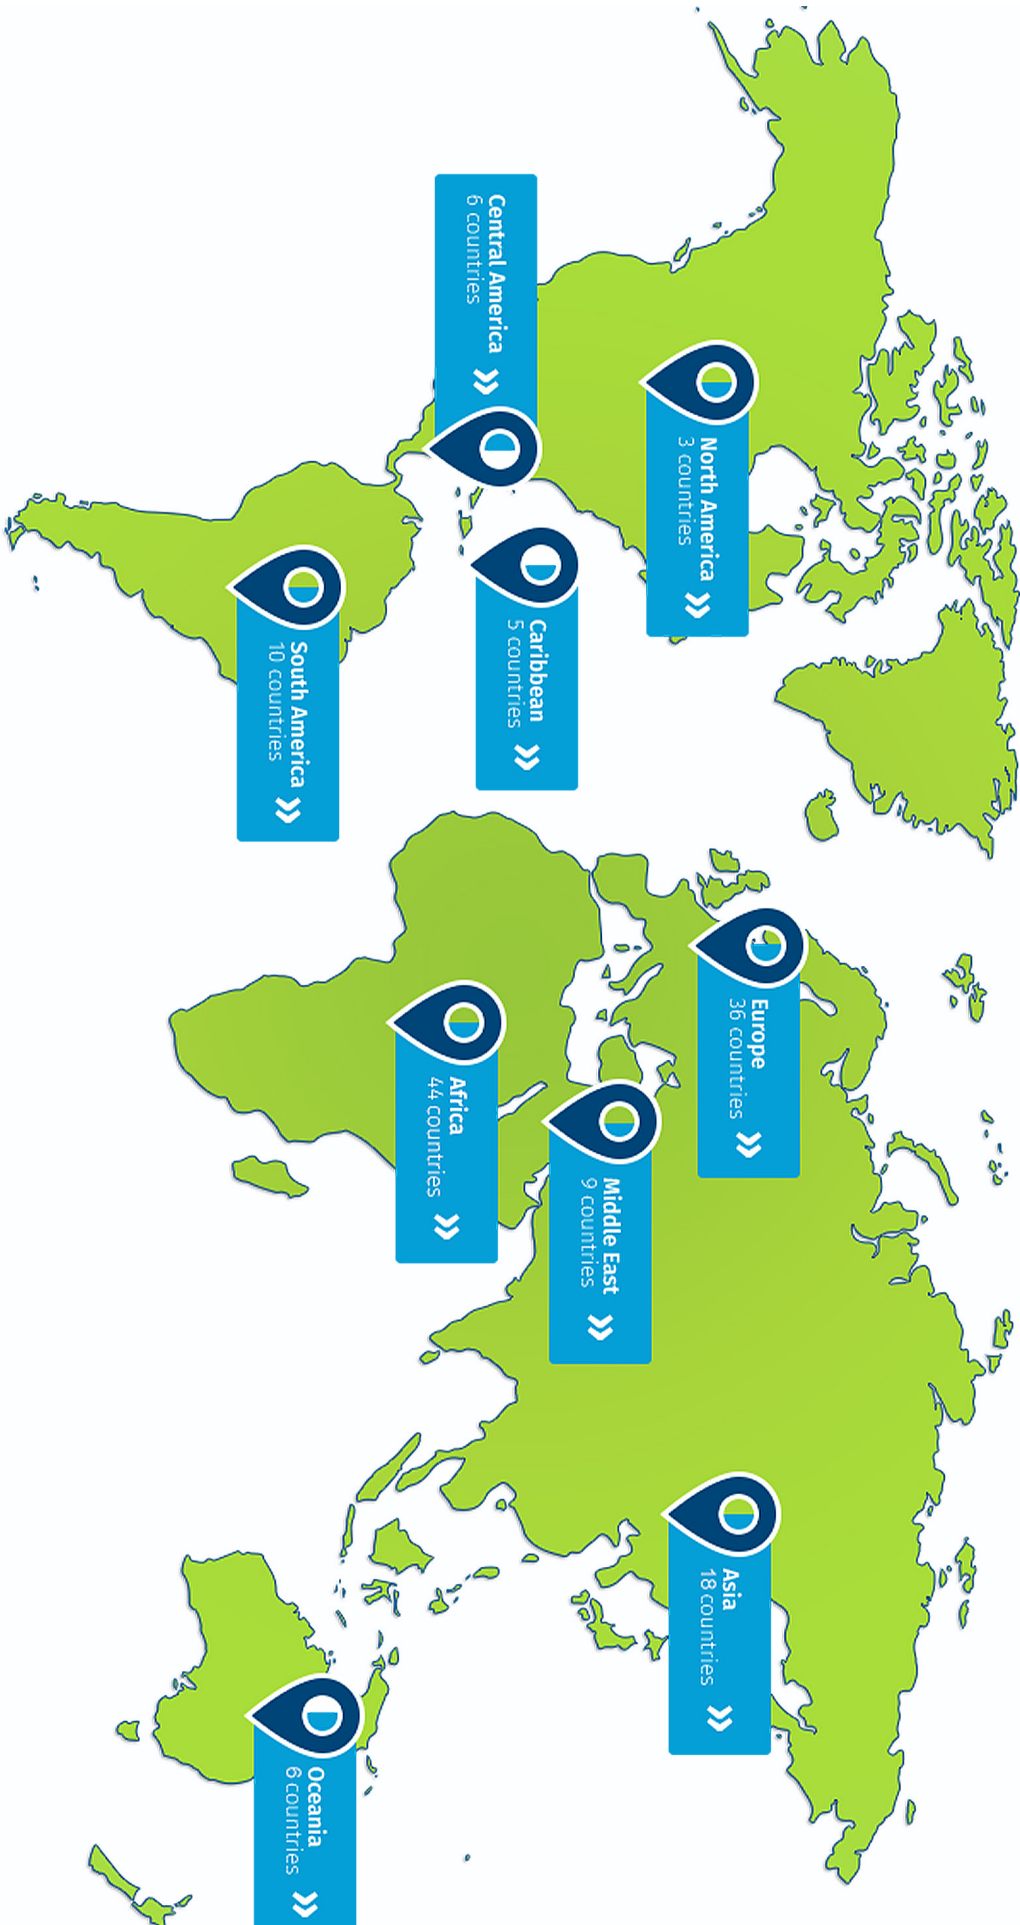 North America
3 countries
Central America
6 countries
Caribbean
5 countries
South America
10 countries
Europe
36 countries
Middle East
9 countries
Africa
44 countries
Asia
18 countries
Oceania
6 countries